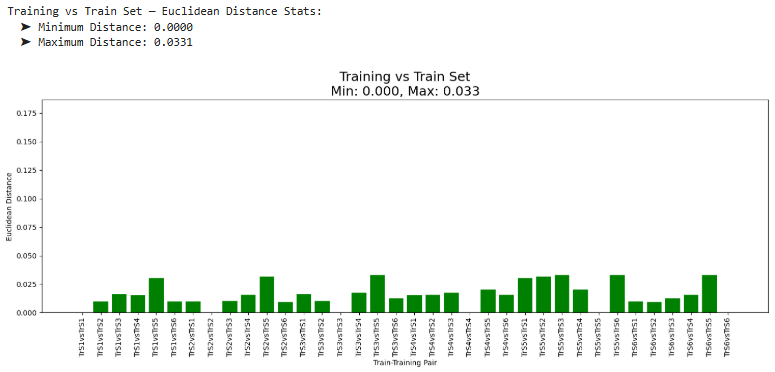 Training vs Train Set — Euclidean Distance Stats:
➤ Minimum Distance: 0.0000
➤ Maximum Distance: 0.0331
Training vs Train Set
Min: 0.000, Max: 0.033
Euclidean Distance
0.175
0.150
0.125
0.100
0.075
0.050
0.025
0.000
TrS1vsTrS1
TrS1vsTrS2
TrS1vsTrS3
TrS1vsTrS4
TrS1vsTrS5
TrS1vsTrS6
TrS2vsTrS1
TrS2vsTrS2
TrS2vsTrS3
TrS2vsTrS4
TrS2vsTrS5
TrS2vsTrS6
TrS3vsTrS1
TrS3vsTrS2
TrS3vsTrS3
TrS3vsTrS4
TrS3vsTrS5
TrS3vsTrS6
TrS4vsTrS1
TrS4vsTrS2
TrS4vsTrS3
TrS4vsTrS4
TrS4vsTrS5
TrS4vsTrS6
TrS5vsTrS1
TrS5vsTrS2
TrS5vsTrS3
TrS5vsTrS4
TrS5vsTrS5
TrS5vsTrS6
TrS6vsTrS1
TrS6vsTrS2
TrS6vsTrS3
TrS6vsTrS4
TrS6vsTrS5
TrS6vsTrS6
Train-Training Pair